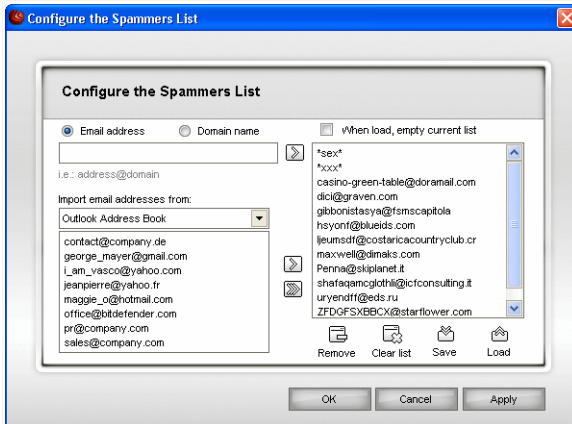 Configure the Spammers List
Configure the Spammers List
Email address
Domain name
i.e.: address@domain
Import email addresses from:
Outlook Address Book
contact@company.de
george_mayer@gmail.com
i_am_vasco@yahoo.com
jeanpierre@yahoo.fr
maggie_o@hotmail.com
office@bitdefender.com
pr@company.com
sales@company.com
When load, empty current list
*sex*
*xxx*
casino-green-table@doramail.com
dici@graven.com
gibbonistasya@fsmscapitola
hsyonf@blueids.com
ljeumsdf@costaricacountryclub.cr
maxwell@dimaks.com
Penna@skiplanet.it
shafaqamcglothli@icfconsulting.it
uryendff@eds.ru
ZFDGFSXBBCX@starflower.com
Remove
Clear list
Save
Load
OK
Cancel
Apply